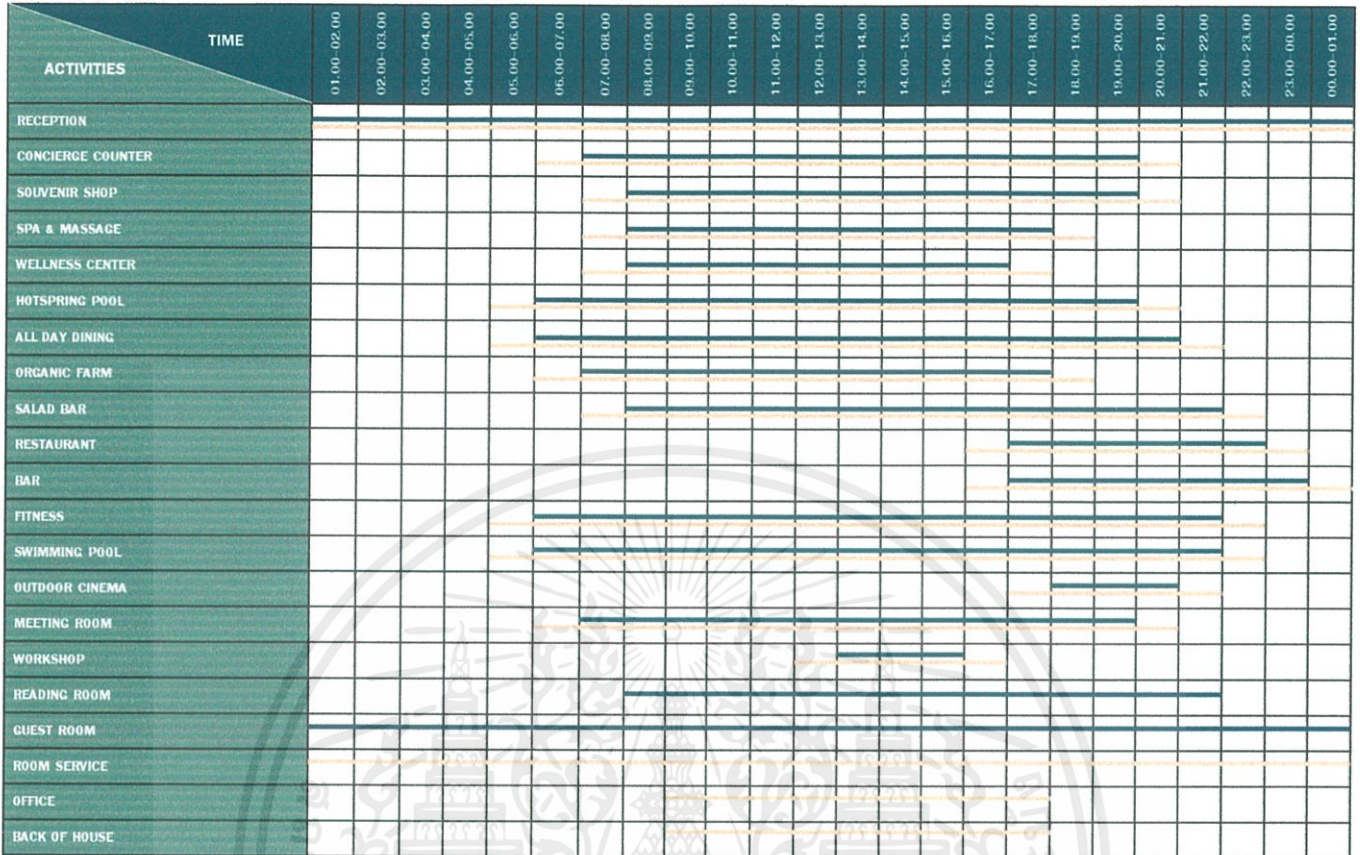 TIME
ACTIVITIES
01.00-02.00
02.00-03.00
03.00-04.00
04.00-05.00
05.00-06.00
06.00-07.00
07.00-08.00
08.00-09.00
09.00-10.00
10.00-11.00
11.00-12.00
12.00-13.00
13.00-14.00
14.00-15.00
15.00-16.00
16.00-17.00
17.00-18.00
18.00-19.00
19.00-20.00
20.00-21.00
21.00-22.00
22.00-23.00
23.00-00.00
00.00-01.00
RECEPTION
CONCIERGE COUNTER
SOUVENIR SHOP
SPA & MASSAGE
WELLNESS CENTER
HOTSPRING POOL
ALL DAY DINING
ORGANIC FARM
SALAD BAR
RESTAURANT
BAR
FITNESS
SWIMMING POOL
OUTDOOR CINEMA
MEETING ROOM
WORKSHOP
READING ROOM
GUEST ROOM
ROOM SERVICE
OFFICE
BACK OF HOUSE